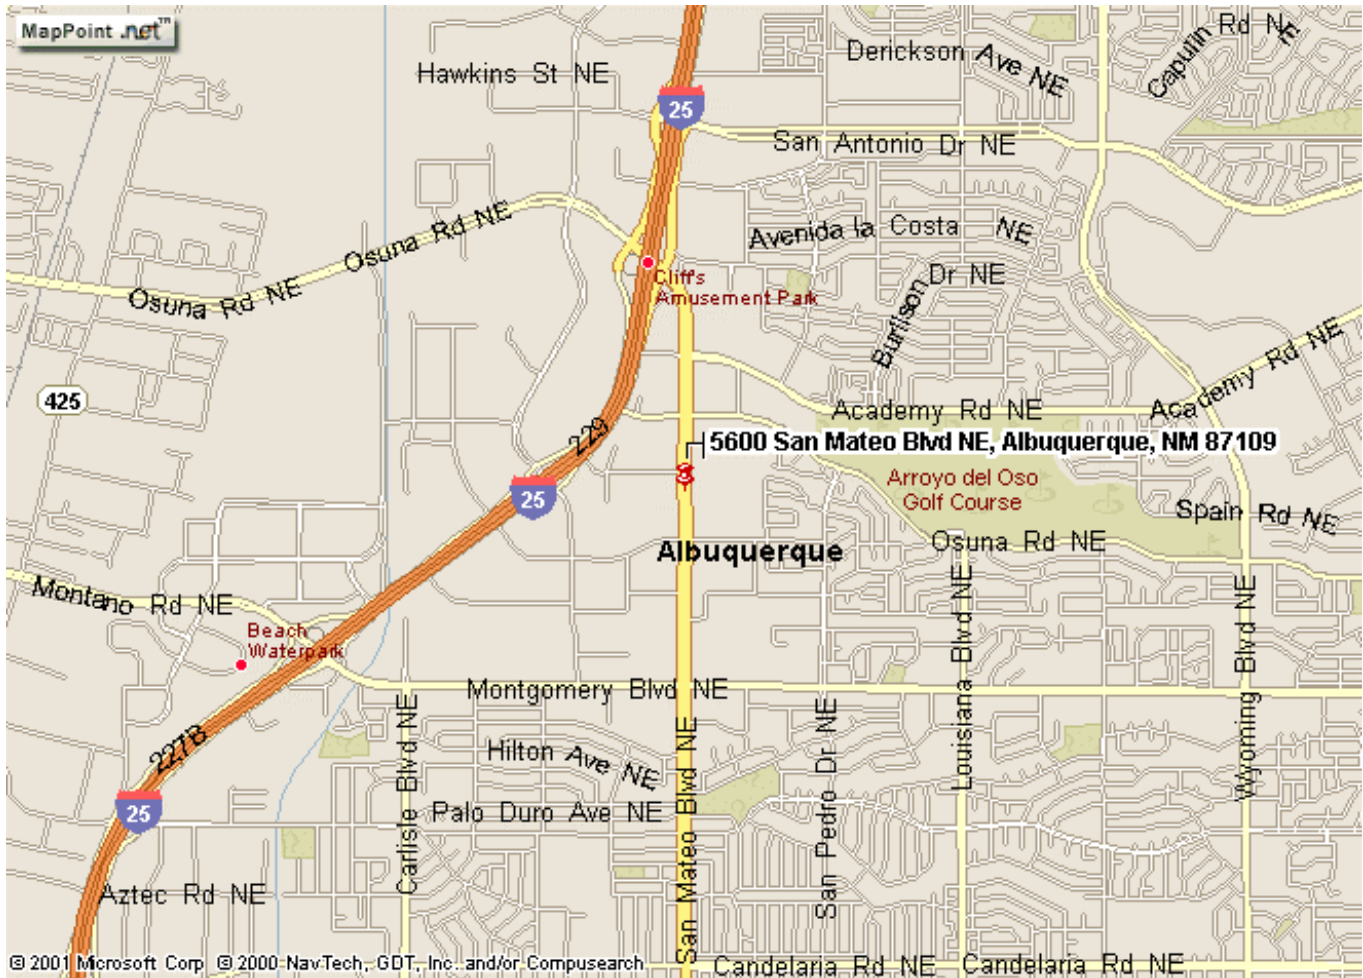 MapPoint .net™
Hawkins St NE
Derickson Ave NE
Capulin Rd NE
25
San Antonio Dr NE
Osuna Rd NE
Osuna Rd NE
Avenida la Costa NE
Cliff's
Amusement Park
Burlison Dr NE
Academy Rd NE
Academy Rd NE
425
229
5600 San Mateo Blvd NE, Albuquerque, NM 87109
25
Arroyo del Oso
Golf Course
Spain Rd NE
Albuquerque
Osuna Rd NE
Montano Rd NE
Beach
Waterpark
Montgomery Blvd NE
227B
Carlisle Blvd NE
Hilton Ave NE
San Mateo Blvd NE
San Pedro Dr NE
Louisiana Blvd NE
Wyoming Blvd NE
25
Palo Duro Ave NE
Aztec Rd NE
© 2001 Microsoft Corp © 2000 NavTech, GDT, Inc. and/or Compusearch
Candelaria Rd NE
Candelaria Rd NE